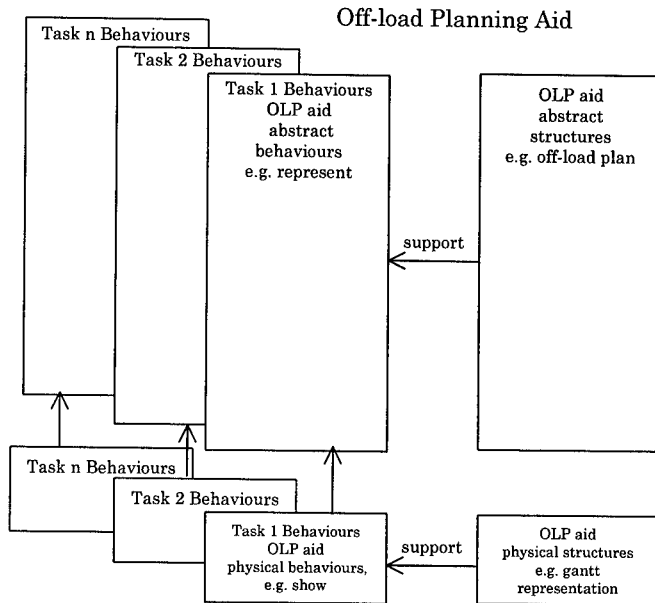 Off-load Planning Aid
Task n Behaviours
Task 2 Behaviours
Task 1 Behaviours
OLP aid
abstract
behaviours
e.g. represent
OLP aid
abstract
structures
e.g. off-load plan
support
Task n Behaviours
Task 2 Behaviours
Task 1 Behaviours
OLP aid
physical behaviours,
e.g. show
support
OLP aid
physical structures
e.g. gantt
representation